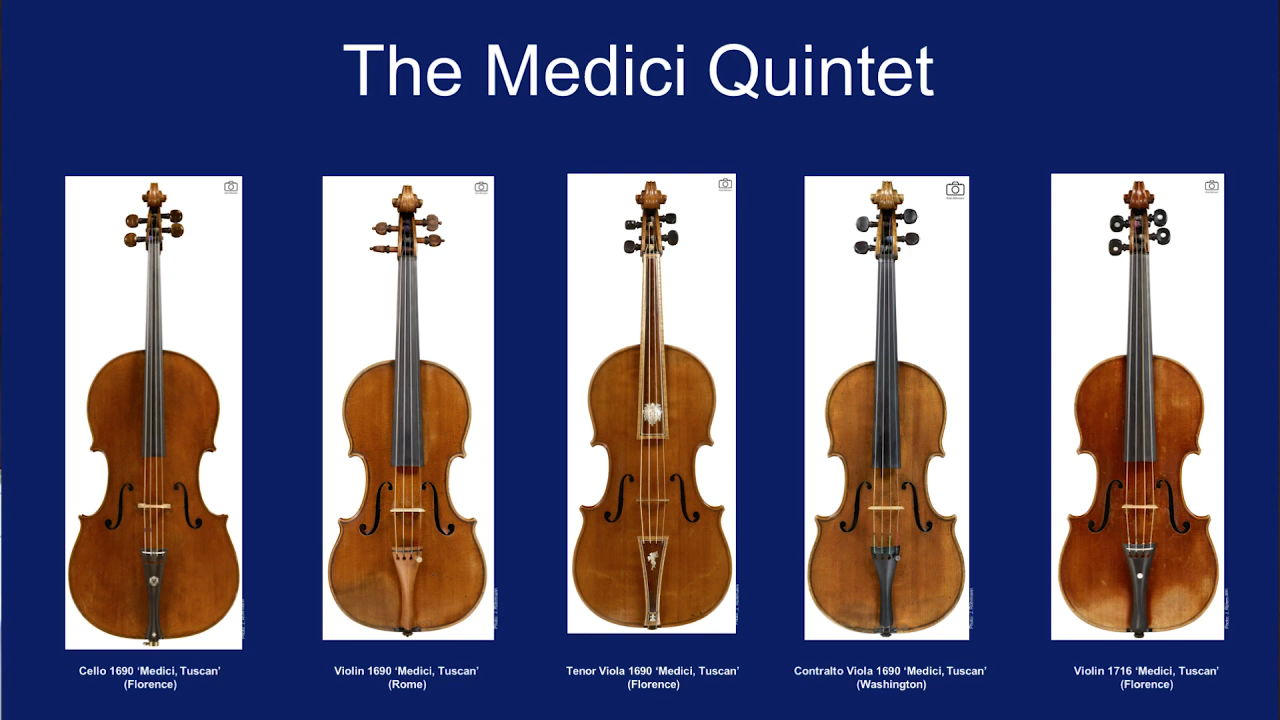 The Medici Quintet
Cello 1690 ‘Medici, Tuscan’
(Florence)
Violin 1690 ‘Medici, Tuscan’
(Rome)
Tenor Viola 1690 ‘Medici, Tuscan’
(Florence)
Contralto Viola 1690 ‘Medici, Tuscan’
(Washington)
Violin 1716 ‘Medici, Tuscan’
(Florence)